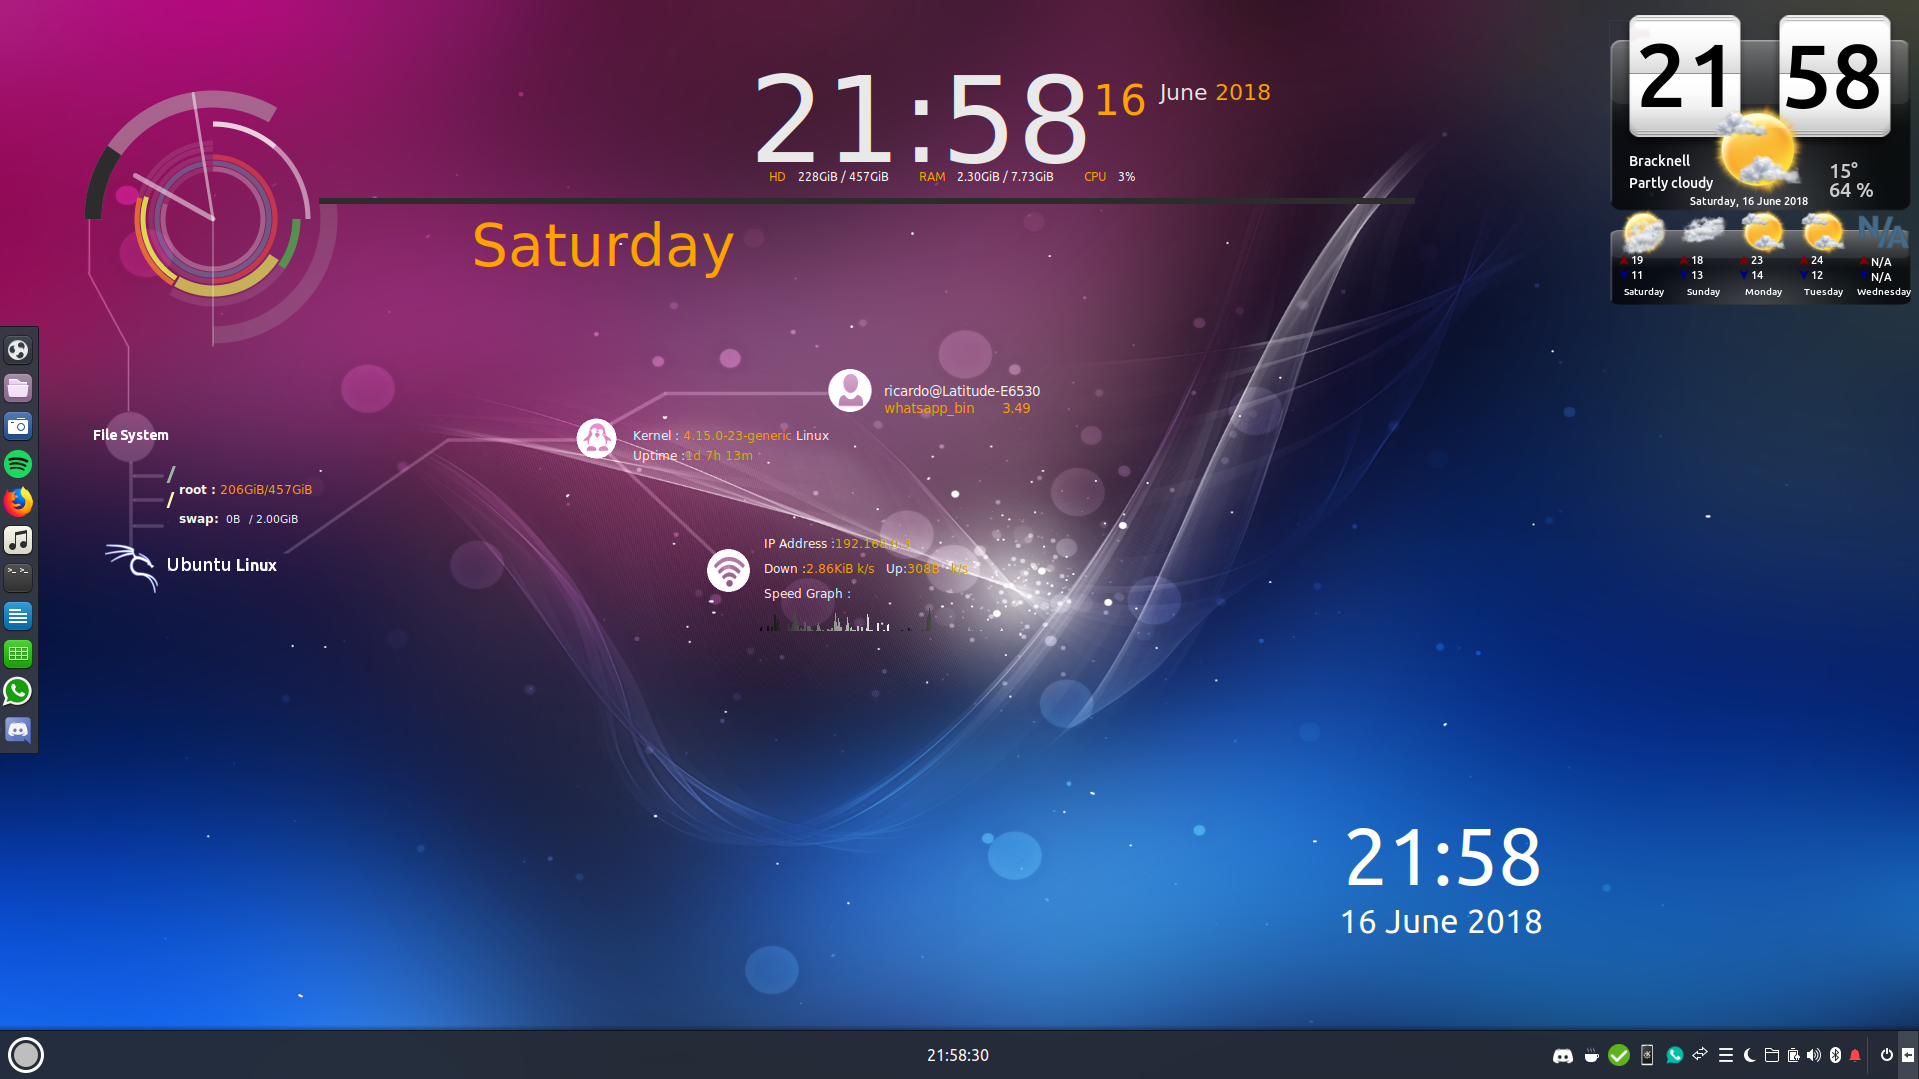 21:58 16 June 2018
HD 228GiB / 457GiB RAM 2.30GiB / 7.73GiB CPU 3%
Saturday
21 58
Bracknell
Partly cloudy
15°
64 %
Saturday, 16 June 2018
N/A
19 18 23 24 N/A
11 13 14 12 N/A
Saturday Sunday Monday Tuesday Wednesday
ricardo@Latitude-E6530
whatsapp_bin 3.49
Kernel : 4.15.0-23-generic Linux
Uptime :1d 7h 13m
File System
/
root : 206GiB/457GiB
/
swap: 0B / 2.00GiB
Ubuntu Linux
IP Address :
Down :2.86KiB k/s Up:308B k/s
Speed Graph :
21:58
16 June 2018
21:58:30